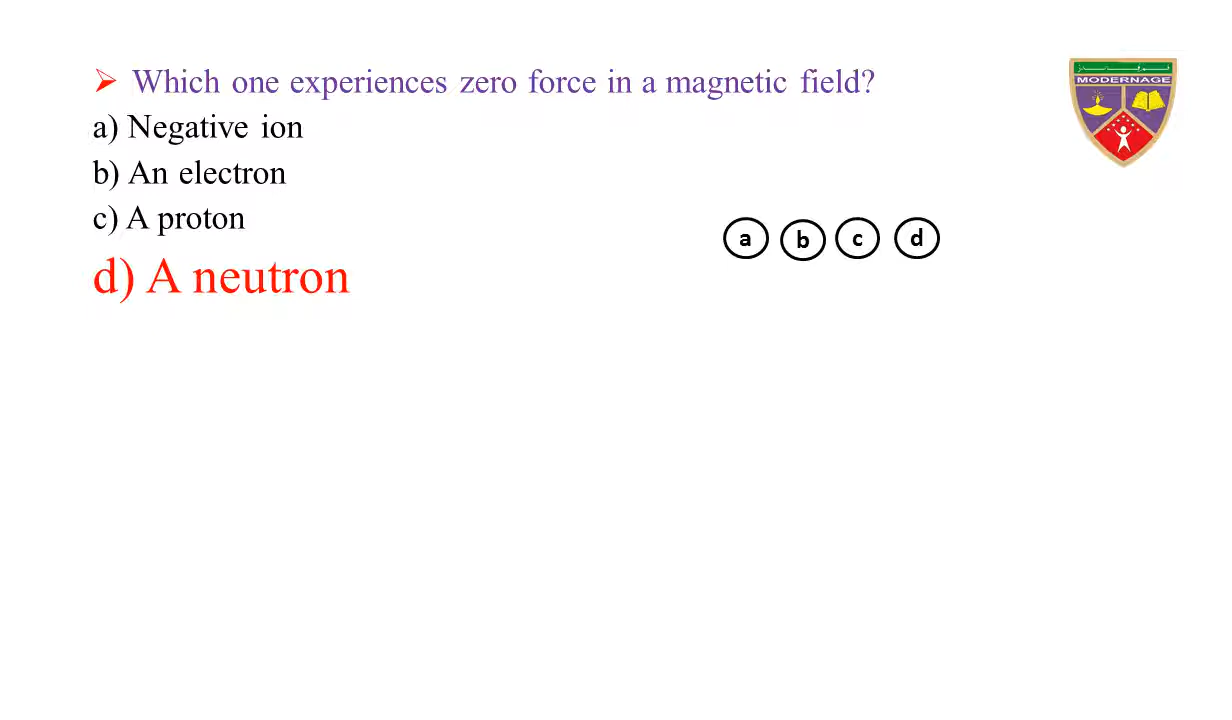 ➢ Which one experiences zero force in a magnetic field?
a) Negative ion
b) An electron
c) A proton
d) A neutron
a b c d
MODERNAGE